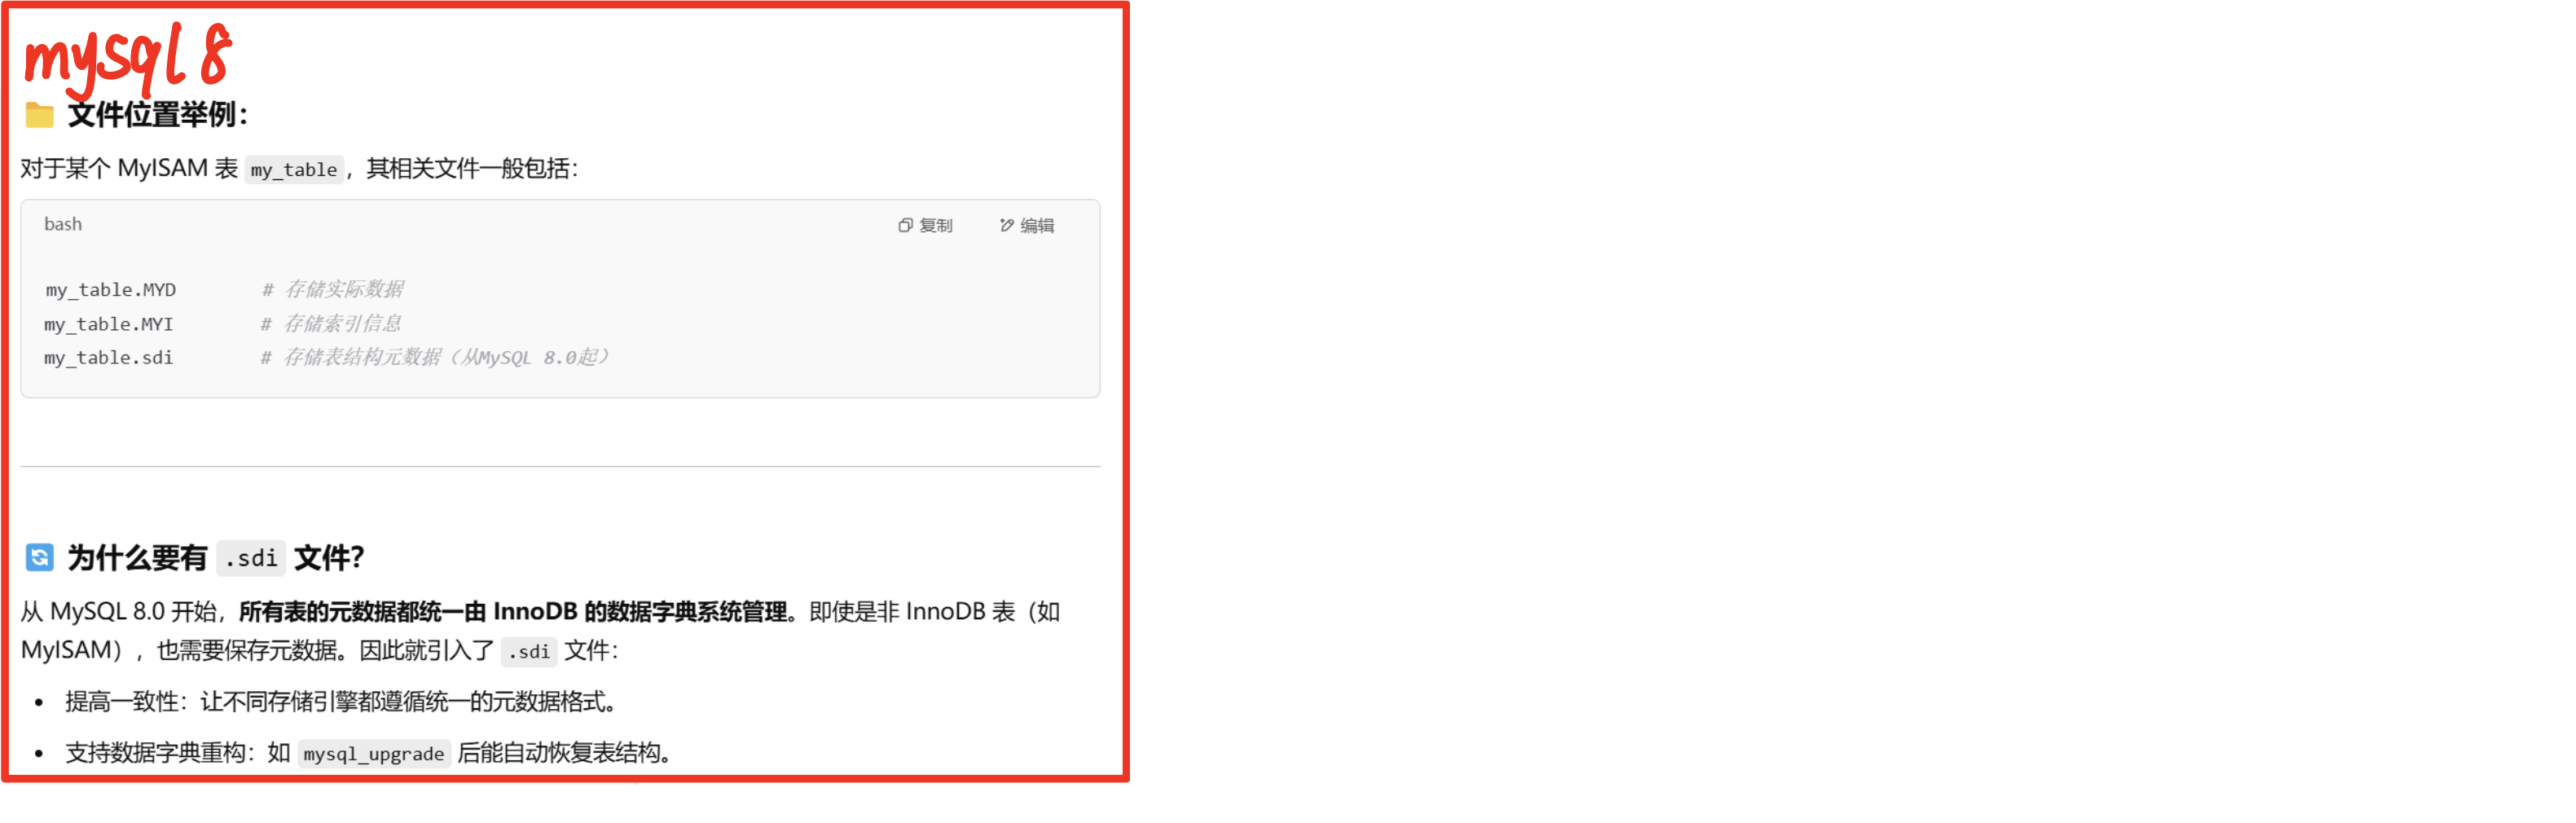 mysql 8
文件位置举例：
对于某个 MyISAM 表 my_table，其相关文件一般包括：
bash 复制 编辑
my_table.MYD # 存储实际数据
my_table.MYI # 存储索引信息
my_table.sdi # 存储表结构元数据（从MySQL 8.0起）
为什么要有 .sdi 文件？
从 MySQL 8.0 开始，所有表的元数据都统一由 InnoDB 的数据字典系统管理。即使是非 InnoDB 表（如
MyISAM），也需要保存元数据。因此就引入了 .sdi 文件：
• 提高一致性：让不同存储引擎都遵循统一的元数据格式。
• 支持数据字典重构：如 mysql_upgrade 后能自动恢复表结构。